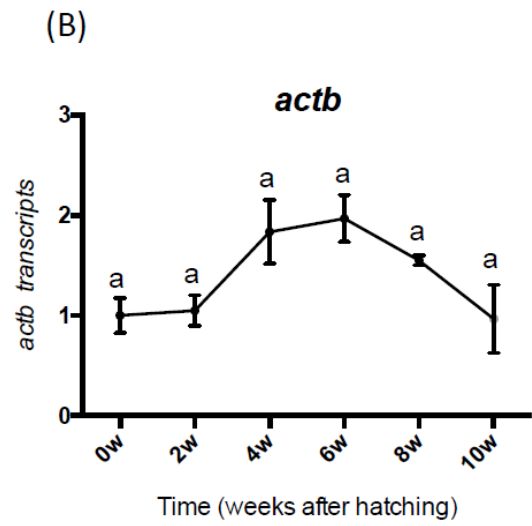 (B)
actb
3
2
1
0
actb transcripts
a a a a a a
0w 2w 4w 6w 8w 10w
Time (weeks after hatching)